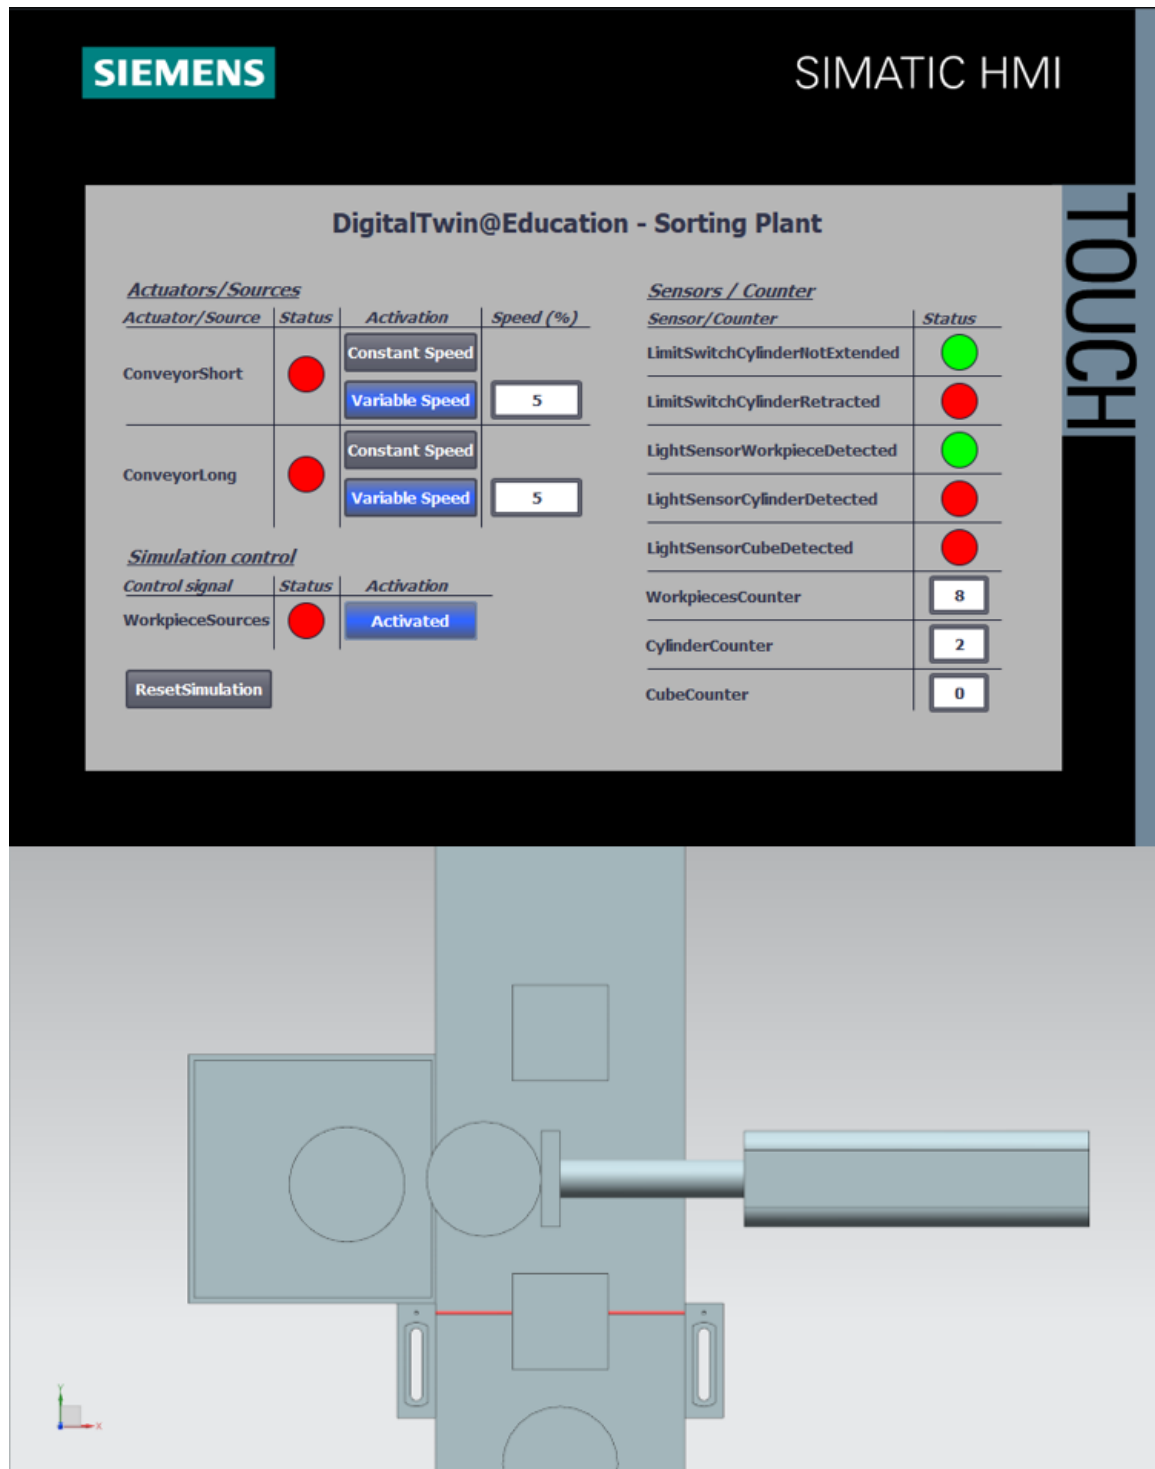 SIEMENS
SIMATIC HMI
TOUCH
DigitalTwin@Education - Sorting Plant
Actuators/Sources
Actuator/Source Status Activation Speed (%)
ConveyorShort
Constant Speed
Variable Speed 5
ConveyorLong
Constant Speed
Variable Speed 5
Simulation control
Control signal Status Activation
WorkpieceSources Activated
ResetSimulation
Sensors / Counter
Sensor/Counter Status
LimitSwitchCylinderNotExtended
LimitSwitchCylinderRetracted
LightSensorWorkpieceDetected
LightSensorCylinderDetected
LightSensorCubeDetected
WorkpiecesCounter 8
CylinderCounter 2
CubeCounter 0
Y
X